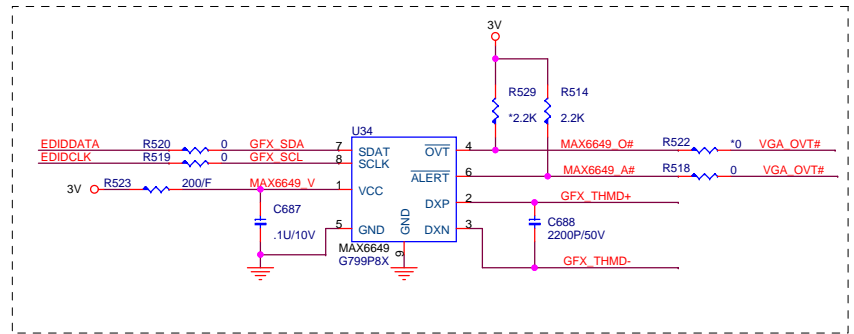 3V
R529
*2.2K
R514
2.2K
U34
EDIDDATA R520 0 GFX_SDA 7 SDAT OVT 4 MAX6649_O# R522 *0 VGA_OVT#
EDIDCLK R519 0 GFX_SCL 8 SCLK
ALERT 6 MAX6649_A# R518 0 VGA_OVT#
3V R523 200/F MAX6649_V 1 VCC
DXP 2 GFX_THMD+
C687
.1U/10V
5 GND
GND
9
DXN 3
C688
2200P/50V
MAX6649
G799P8X
GFX_THMD-